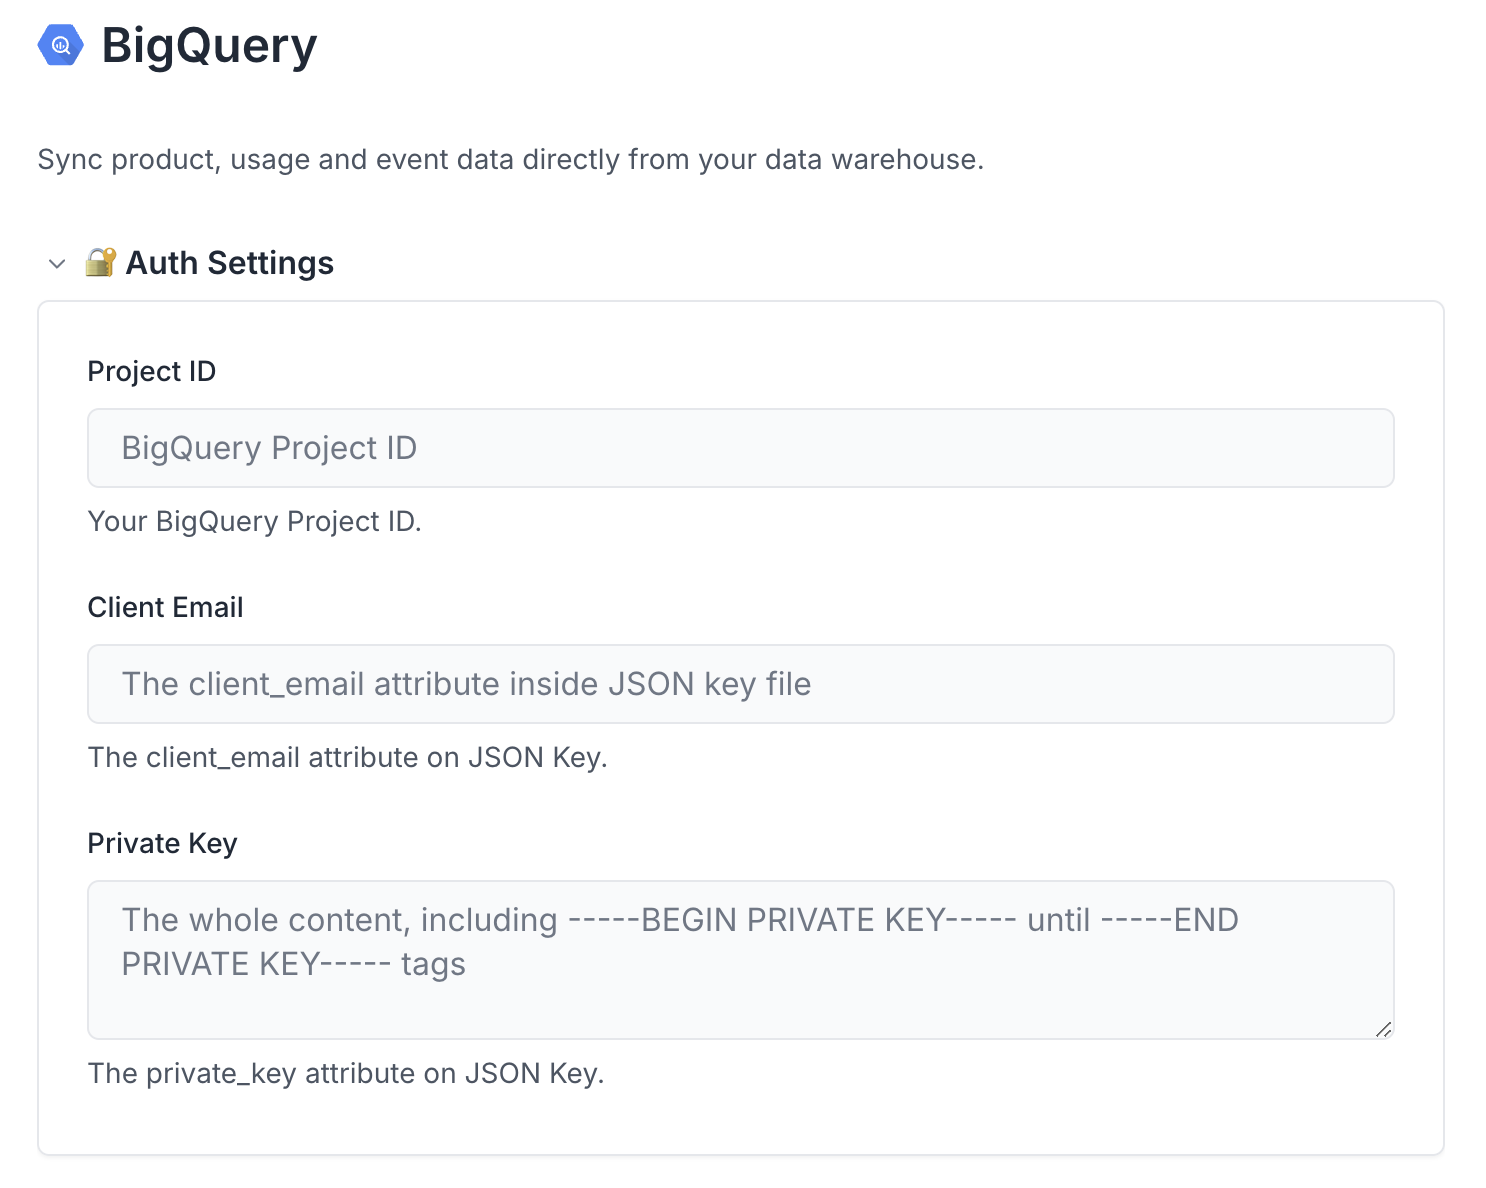 BigQuery
Sync product, usage and event data directly from your data warehouse.
🔐 Auth Settings
Project ID
BigQuery Project ID
Your BigQuery Project ID.
Client Email
The client_email attribute inside JSON key file
The client_email attribute on JSON Key.
Private Key
The whole content, including -----BEGIN PRIVATE KEY----- until -----END
PRIVATE KEY----- tags
The private_key attribute on JSON Key.